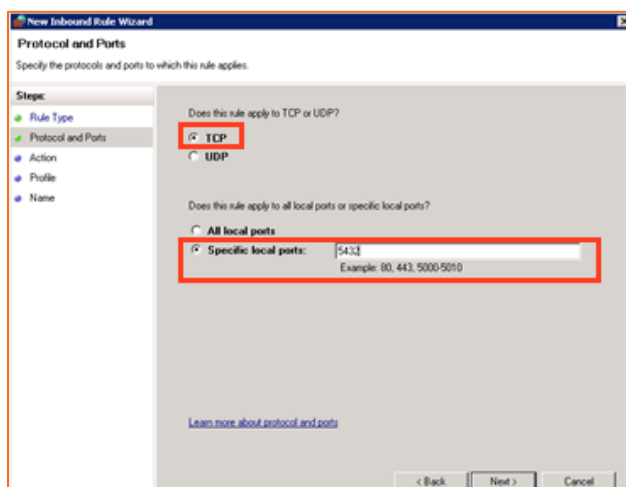 New Inbound Rule Wizard
Protocol and Ports
Specify the protocols and ports to which this rule applies.
Steps:
Rule Type
Protocol and Ports
Action
Profile
Name
Does this rule apply to TCP or UDP?
TCP
UDP
Does this rule apply to all local ports or specific local ports?
All local ports
Specific local ports: 5432
Example: 80, 443, 5000-5010
Learn more about protocol and ports
< Back Next > Cancel